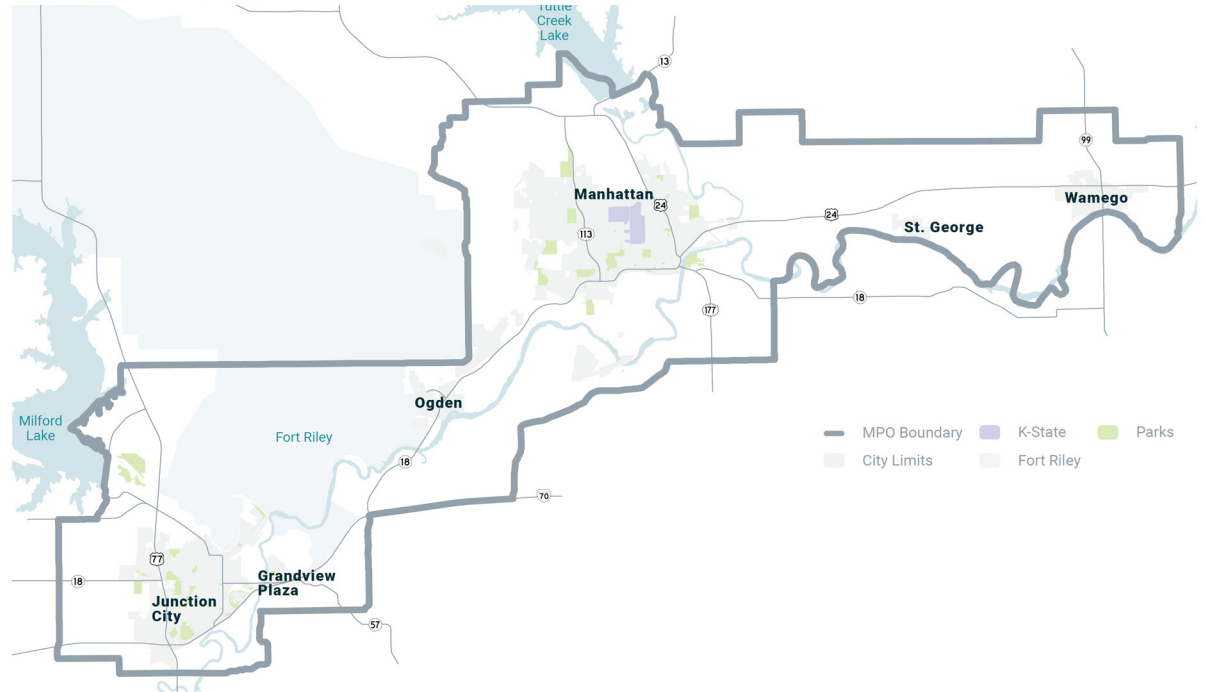 Tuttle
Creek
Lake
13
99
Manhattan
24
Wamego
24
St. George
113
18
177
Ogden
Milford
Lake
Fort Riley
MPO Boundary
K-State
Parks
City Limits
Fort Riley
18
70
77
18
Grandview
Plaza
Junction
City
57